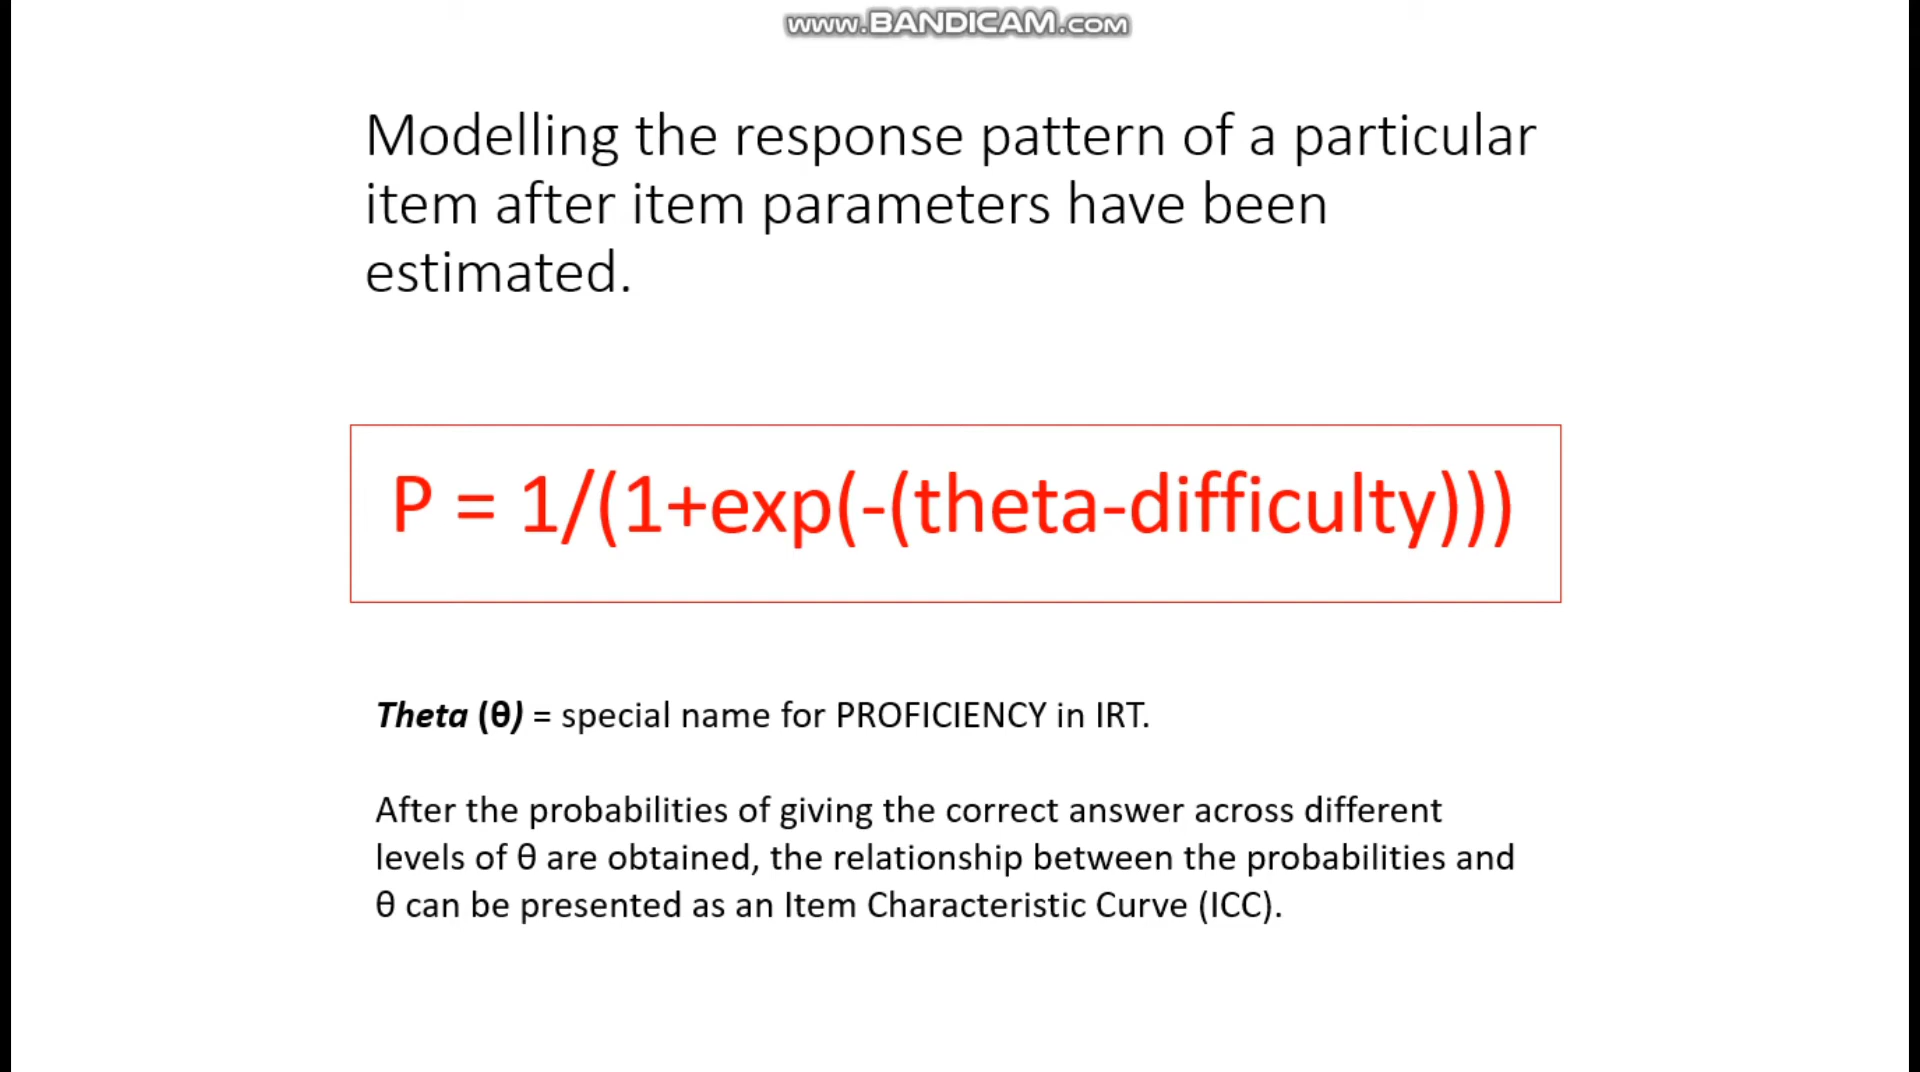 www.BANDICAM.com
Modelling the response pattern of a particular
item after item parameters have been
estimated.
P = 1/(1+exp(-(theta-difficulty)))
Theta (θ) = special name for PROFICIENCY in IRT.
After the probabilities of giving the correct answer across different
levels of θ are obtained, the relationship between the probabilities and
θ can be presented as an Item Characteristic Curve (ICC).